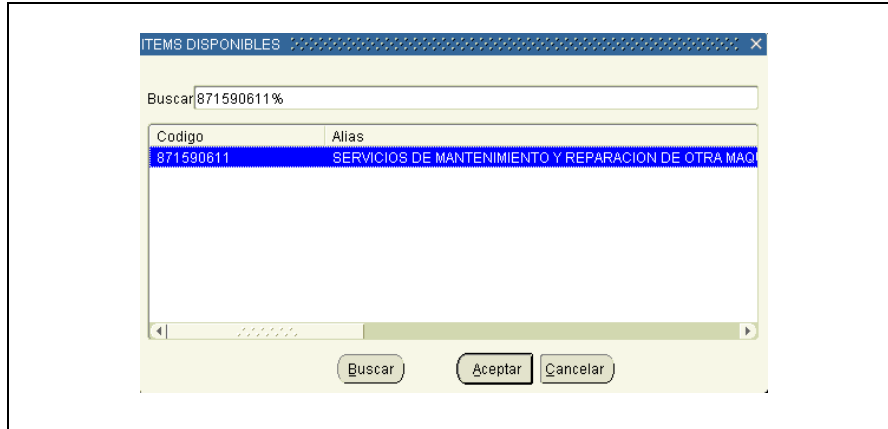 ITEMS DISPONIBLES
Buscar 871590611%
Codigo Alias
871590611 SERVICIOS DE MANTENIMIENTO Y REPARACION DE OTRA MAQ
Buscar Aceptar Cancelar